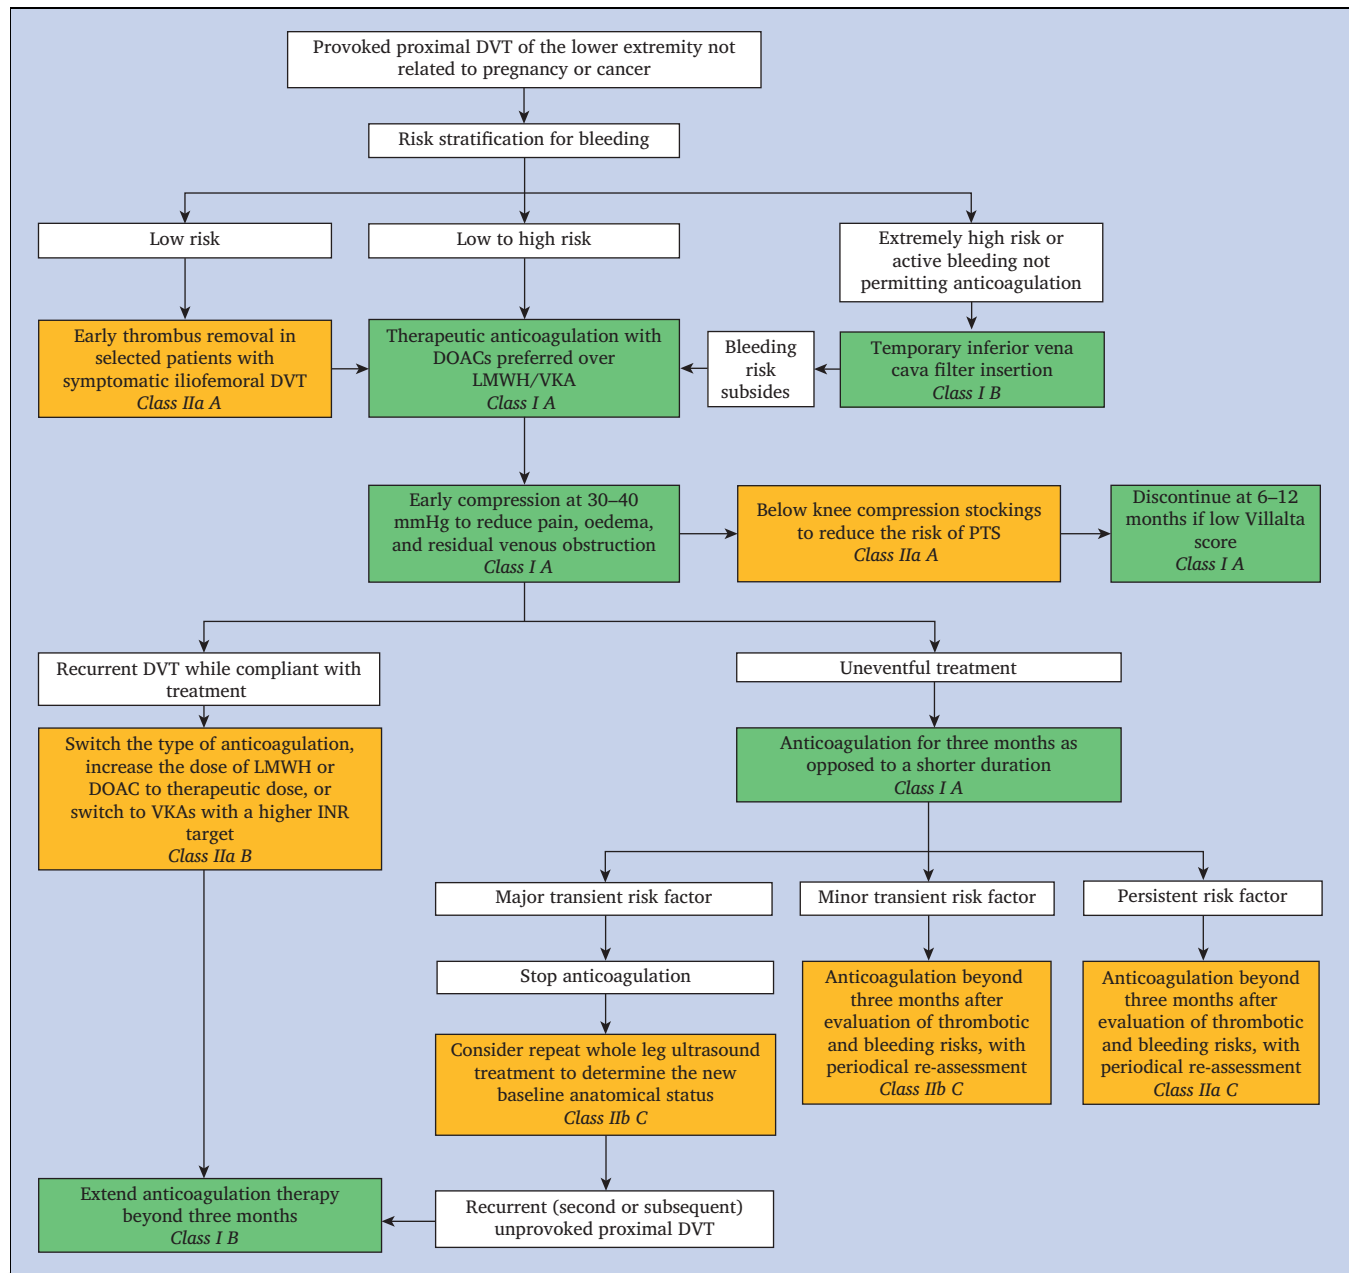 Provoked proximal DVT of the lower extremity not
related to pregnancy or cancer
Risk stratification for bleeding
Low risk
Low to high risk
Extremely high risk or
active bleeding not
permitting anticoagulation
Early thrombus removal in
selected patients with
symptomatic iliofemoral DVT
Class IIa A
Therapeutic anticoagulation with
DOACs preferred over
LMWH/VKA
Class I A
Bleeding
risk
subsides
Temporary inferior vena
cava filter insertion
Class I B
Early compression at 30–40
mmHg to reduce pain, oedema,
and residual venous obstruction
Class I A
Below knee compression stockings
to reduce the risk of PTS
Class IIa A
Discontinue at 6–12
months if low Villalta
score
Class I A
Recurrent DVT while compliant with
treatment
Uneventful treatment
Switch the type of anticoagulation,
increase the dose of LMWH or
DOAC to therapeutic dose, or
switch to VKAs with a higher INR
target
Class IIa B
Anticoagulation for three months as
opposed to a shorter duration
Class I A
Major transient risk factor
Minor transient risk factor
Persistent risk factor
Stop anticoagulation
Anticoagulation beyond
three months after
evaluation of thrombotic
and bleeding risks, with
periodical re-assessment
Class IIb C
Anticoagulation beyond
three months after
evaluation of thrombotic
and bleeding risks, with
periodical re-assessment
Class IIa C
Consider repeat whole leg ultrasound
treatment to determine the new
baseline anatomical status
Class IIb C
Extend anticoagulation therapy
beyond three months
Class I B
Recurrent (second or subsequent)
unprovoked proximal DVT